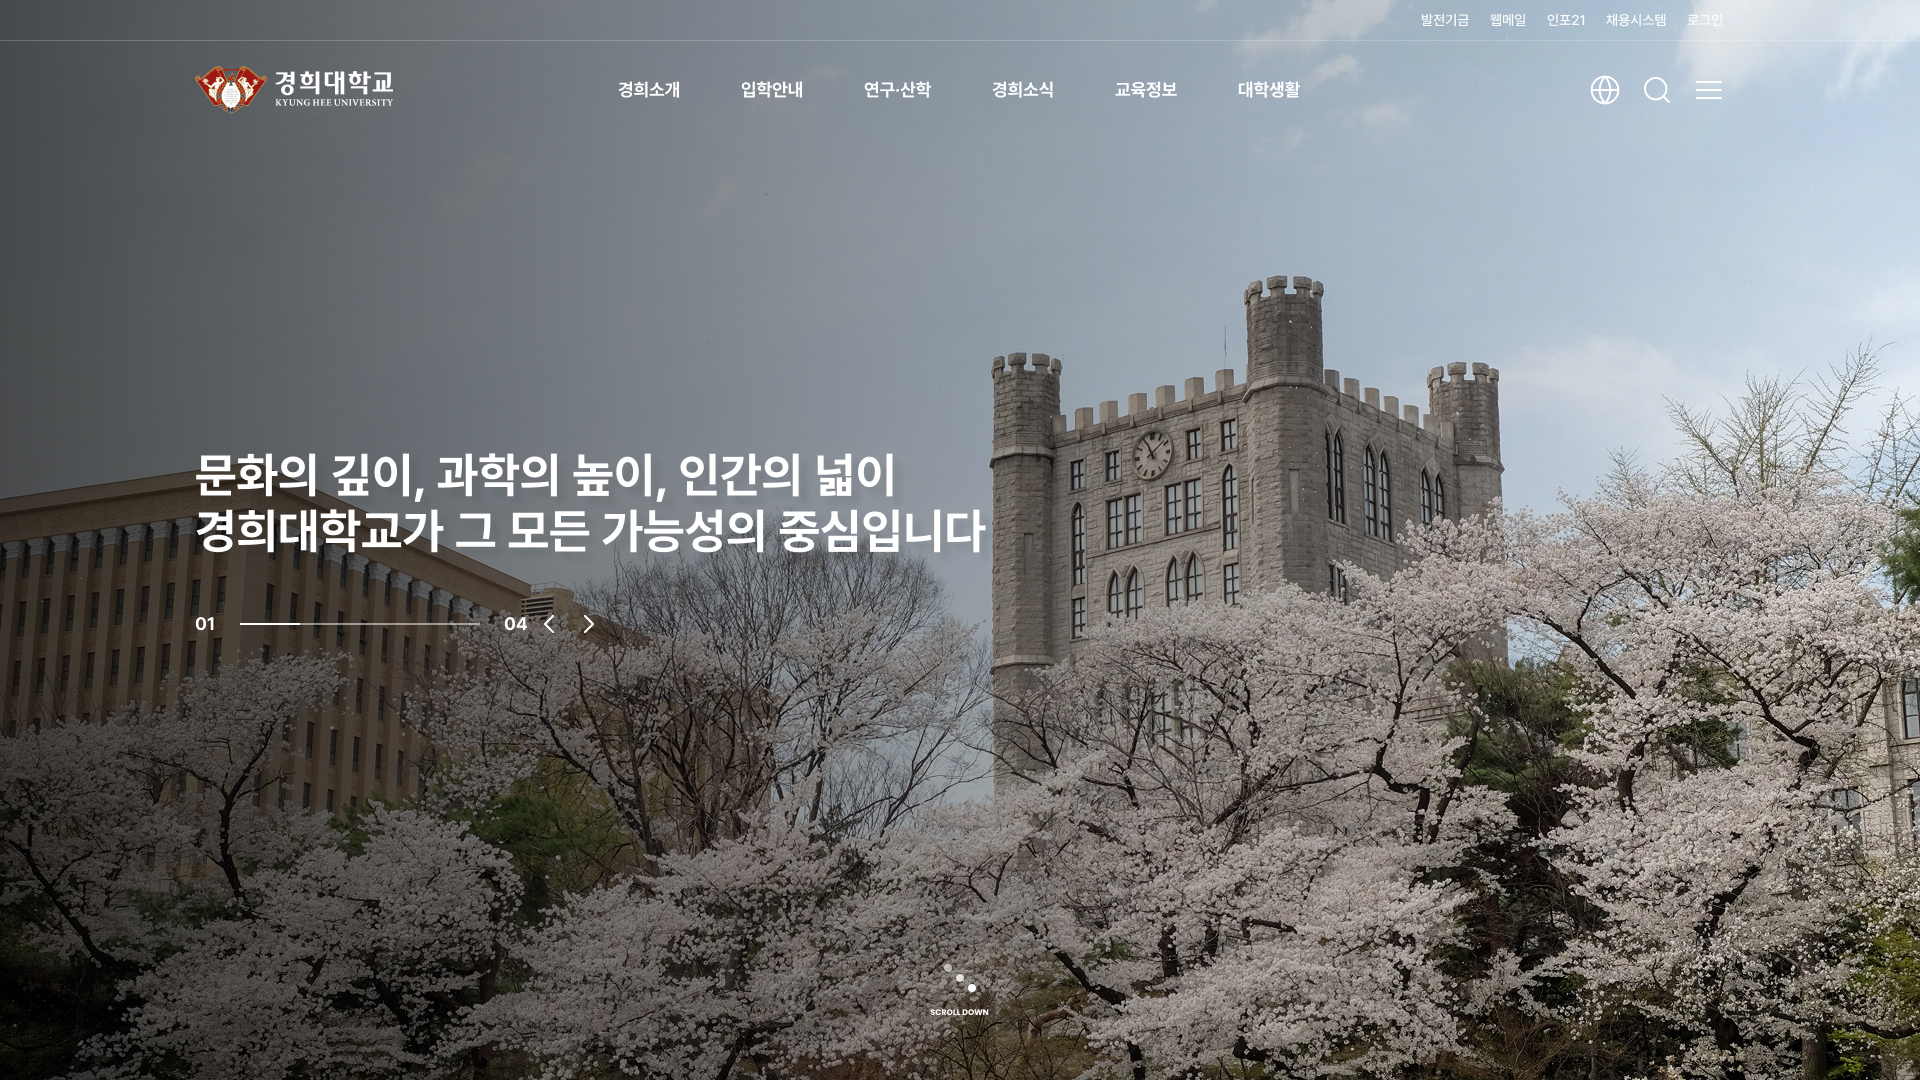 발전기금 웹메일 인포21 채용시스템 로그인
경희대학교
KYUNG HEE UNIVERSITY
경희소개 입학안내 연구·산학 경희소식 교육정보 대학생활
문화의 깊이, 과학의 높이, 인간의 넓이
경희대학교가 그 모든 가능성의 중심입니다
01 04
SCROLL DOWN